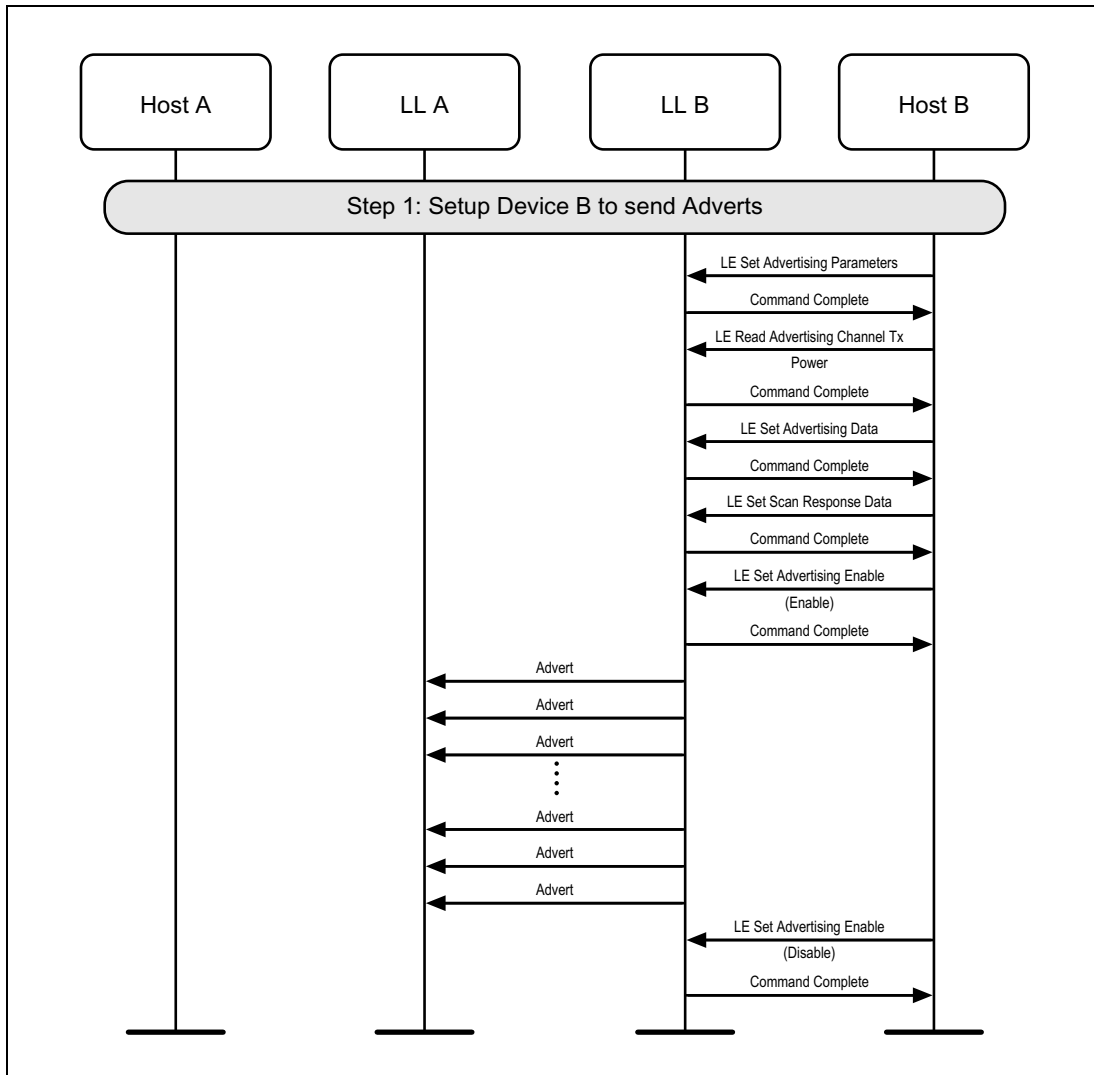 Host A
LL A
LL B
Host B
Step 1: Setup Device B to send Adverts
LE Set Advertising Parameters
Command Complete
LE Read Advertising Channel Tx
Power
Command Complete
LE Set Advertising Data
Command Complete
LE Set Scan Response Data
Command Complete
LE Set Advertising Enable
(Enable)
Command Complete
Advert
Advert
Advert
Advert
Advert
Advert
LE Set Advertising Enable
(Disable)
Command Complete